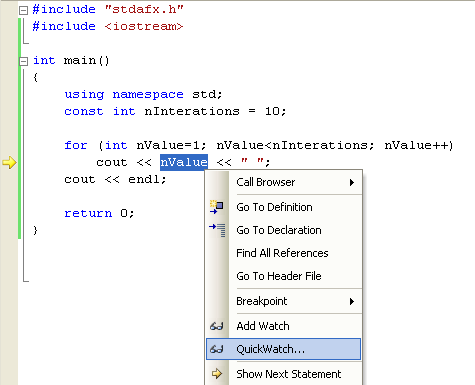 #include "stdafx.h"
#include <iostream>
int main()
{
using namespace std;
const int nInterations = 10;
for (int nValue=1; nValue<nInterations; nValue++)
cout << nValue << " ";
cout << endl;
return 0;
}
Call Browser
Go To Definition
Go To Declaration
Find All References
Go To Header File
Breakpoint
Add Watch
QuickWatch...
Show Next Statement